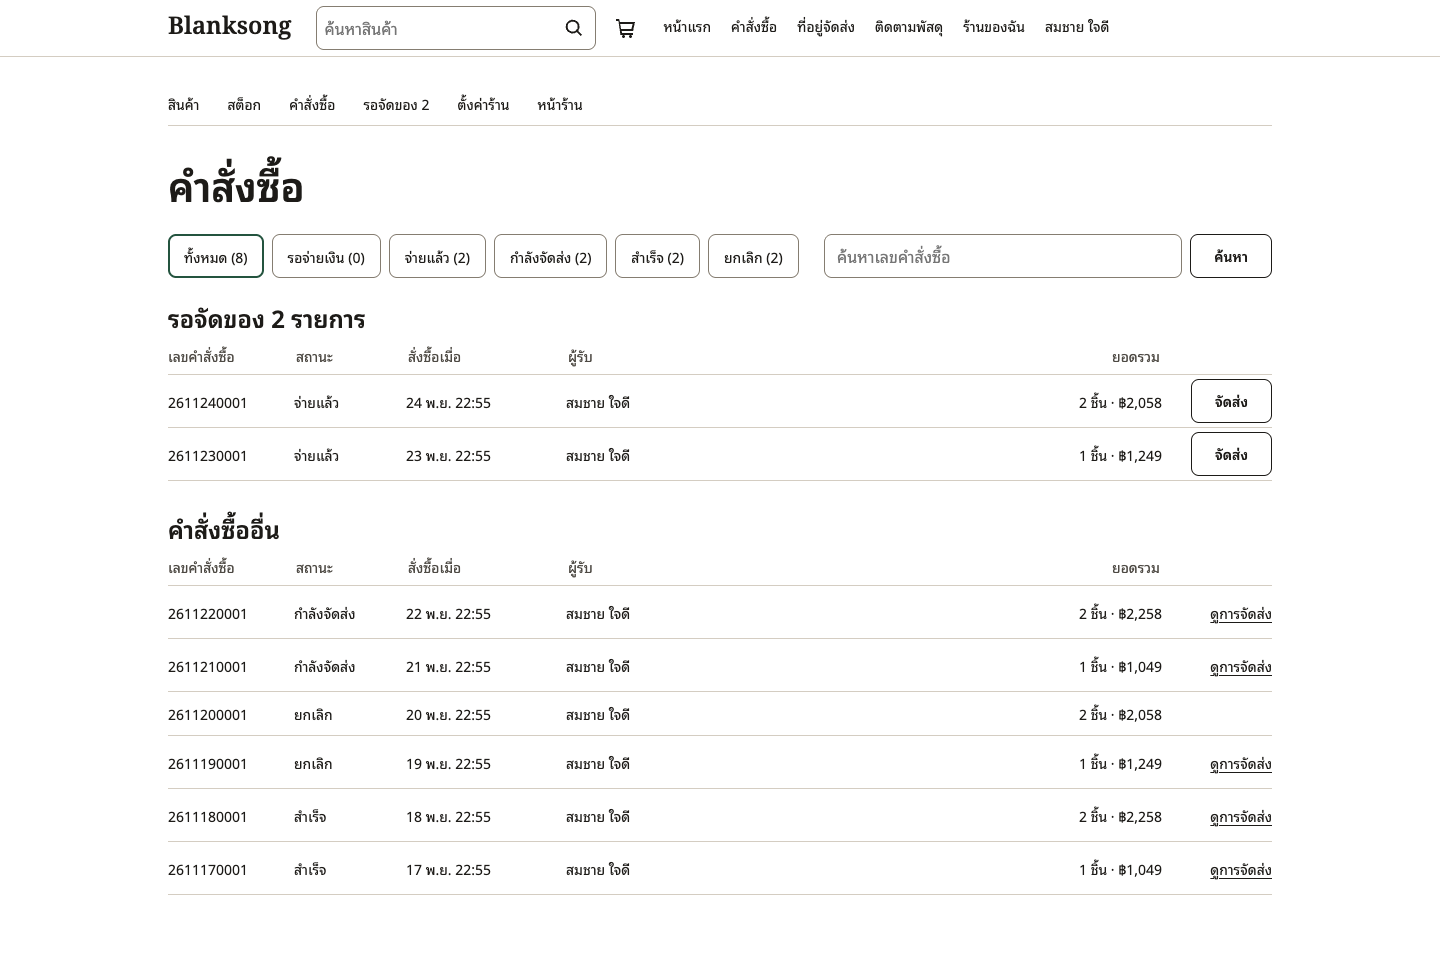 Blanksong ค้นหาสินค้า หน้าแรก คำสั่งซื้อ ที่อยู่จัดส่ง ติดตามพัสดุ ร้านของฉัน สมชาย ใจดี
สินค้า สต็อก คำสั่งซื้อ รอจัดของ 2 ตั้งค่าร้าน หน้าร้าน
คำสั่งซื้อ
ทั้งหมด (8) รอจ่ายเงิน (0) จ่ายแล้ว (2) กำลังจัดส่ง (2) สำเร็จ (2) ยกเลิก (2) ค้นหาเลขคำสั่งซื้อ ค้นหา
รอจัดของ 2 รายการ
เลขคำสั่งซื้อ สถานะ สั่งซื้อเมื่อ ผู้รับ ยอดรวม
2611240001 จ่ายแล้ว 24 พ.ย. 22:55 สมชาย ใจดี 2 ชิ้น · ฿2,058 จัดส่ง
2611230001 จ่ายแล้ว 23 พ.ย. 22:55 สมชาย ใจดี 1 ชิ้น · ฿1,249 จัดส่ง
คำสั่งซื้ออื่น
เลขคำสั่งซื้อ สถานะ สั่งซื้อเมื่อ ผู้รับ ยอดรวม
2611220001 กำลังจัดส่ง 22 พ.ย. 22:55 สมชาย ใจดี 2 ชิ้น · ฿2,258 ดูการจัดส่ง
2611210001 กำลังจัดส่ง 21 พ.ย. 22:55 สมชาย ใจดี 1 ชิ้น · ฿1,049 ดูการจัดส่ง
2611200001 ยกเลิก 20 พ.ย. 22:55 สมชาย ใจดี 2 ชิ้น · ฿2,058
2611190001 ยกเลิก 19 พ.ย. 22:55 สมชาย ใจดี 1 ชิ้น · ฿1,249 ดูการจัดส่ง
2611180001 สำเร็จ 18 พ.ย. 22:55 สมชาย ใจดี 2 ชิ้น · ฿2,258 ดูการจัดส่ง
2611170001 สำเร็จ 17 พ.ย. 22:55 สมชาย ใจดี 1 ชิ้น · ฿1,049 ดูการจัดส่ง